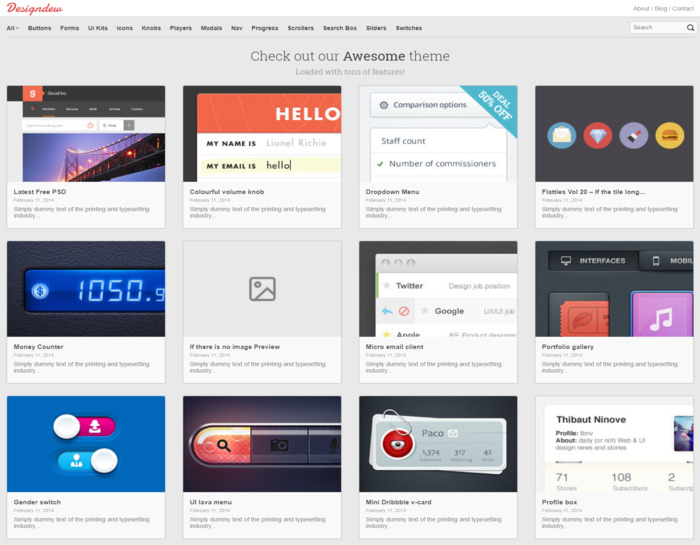 Designdew
About / Blog / Contact
All Buttons Forms Ui Kits Icons Knobs Players Modals Nav Progress Scrollers Search Box Sliders Switches
Search
Check out our Awesome theme
Loaded with tons of features!
Good Inc.
HELLO
MY NAME IS Lionel Richie
MY EMAIL IS hello
DEAL
50% OFF
Comparison options
Staff count
Number of commissioners
Latest Free PSD
February 11, 2014
Simply dummy text of the printing and typesetting
industry...
Colourful volume knob
February 11, 2014
Simply dummy text of the printing and typesetting
industry...
Dropdown Menu
February 11, 2014
Simply dummy text of the printing and typesetting
industry...
Flatties Vol 20 – If the tile long...
February 11, 2014
Simply dummy text of the printing and typesetting
industry...
1050.9
Twitter Design job position
Google UX/UI job
Apple RE: Product designer
INTERFACES MOBIL
Money Counter
February 11, 2014
Simply dummy text of the printing and typesetting
industry...
If there is no image Preview
February 11, 2014
Simply dummy text of the printing and typesetting
industry...
Micro email client
February 11, 2014
Simply dummy text of the printing and typesetting
industry...
Portfolio gallery
February 11, 2014
Simply dummy text of the printing and typesetting
industry...
Paco
1,374 317 42
following followers Share
Thibaut Ninove
Profile: tbnv
About: daily (or not) Web & UI
design news and stories
71 108 2
Stories Subscribers Subscrip
Gender switch
February 11, 2014
Simply dummy text of the printing and typesetting
industry...
UI lava menu
February 11, 2014
Simply dummy text of the printing and typesetting
industry...
Mini Dribbble v-card
February 11, 2014
Simply dummy text of the printing and typesetting
industry...
Profile box
February 11, 2014
Simply dummy text of the printing and typesetting
industry...